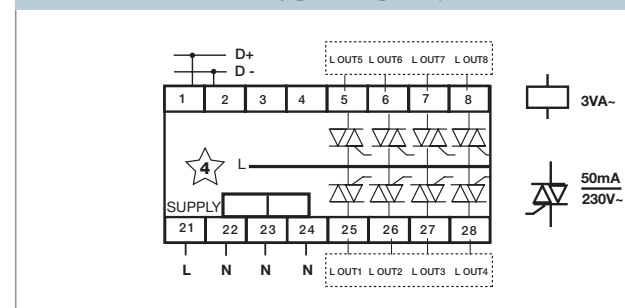 D+
D -
L OUT5 L OUT6 L OUT7 L OUT8
1 2 3 4 5 6 7 8
3VA~
4
L
50mA
230V~
SUPPLY
21 22 23 24 25 26 27 28
L N N N L OUT1 L OUT2 L OUT3 L OUT4